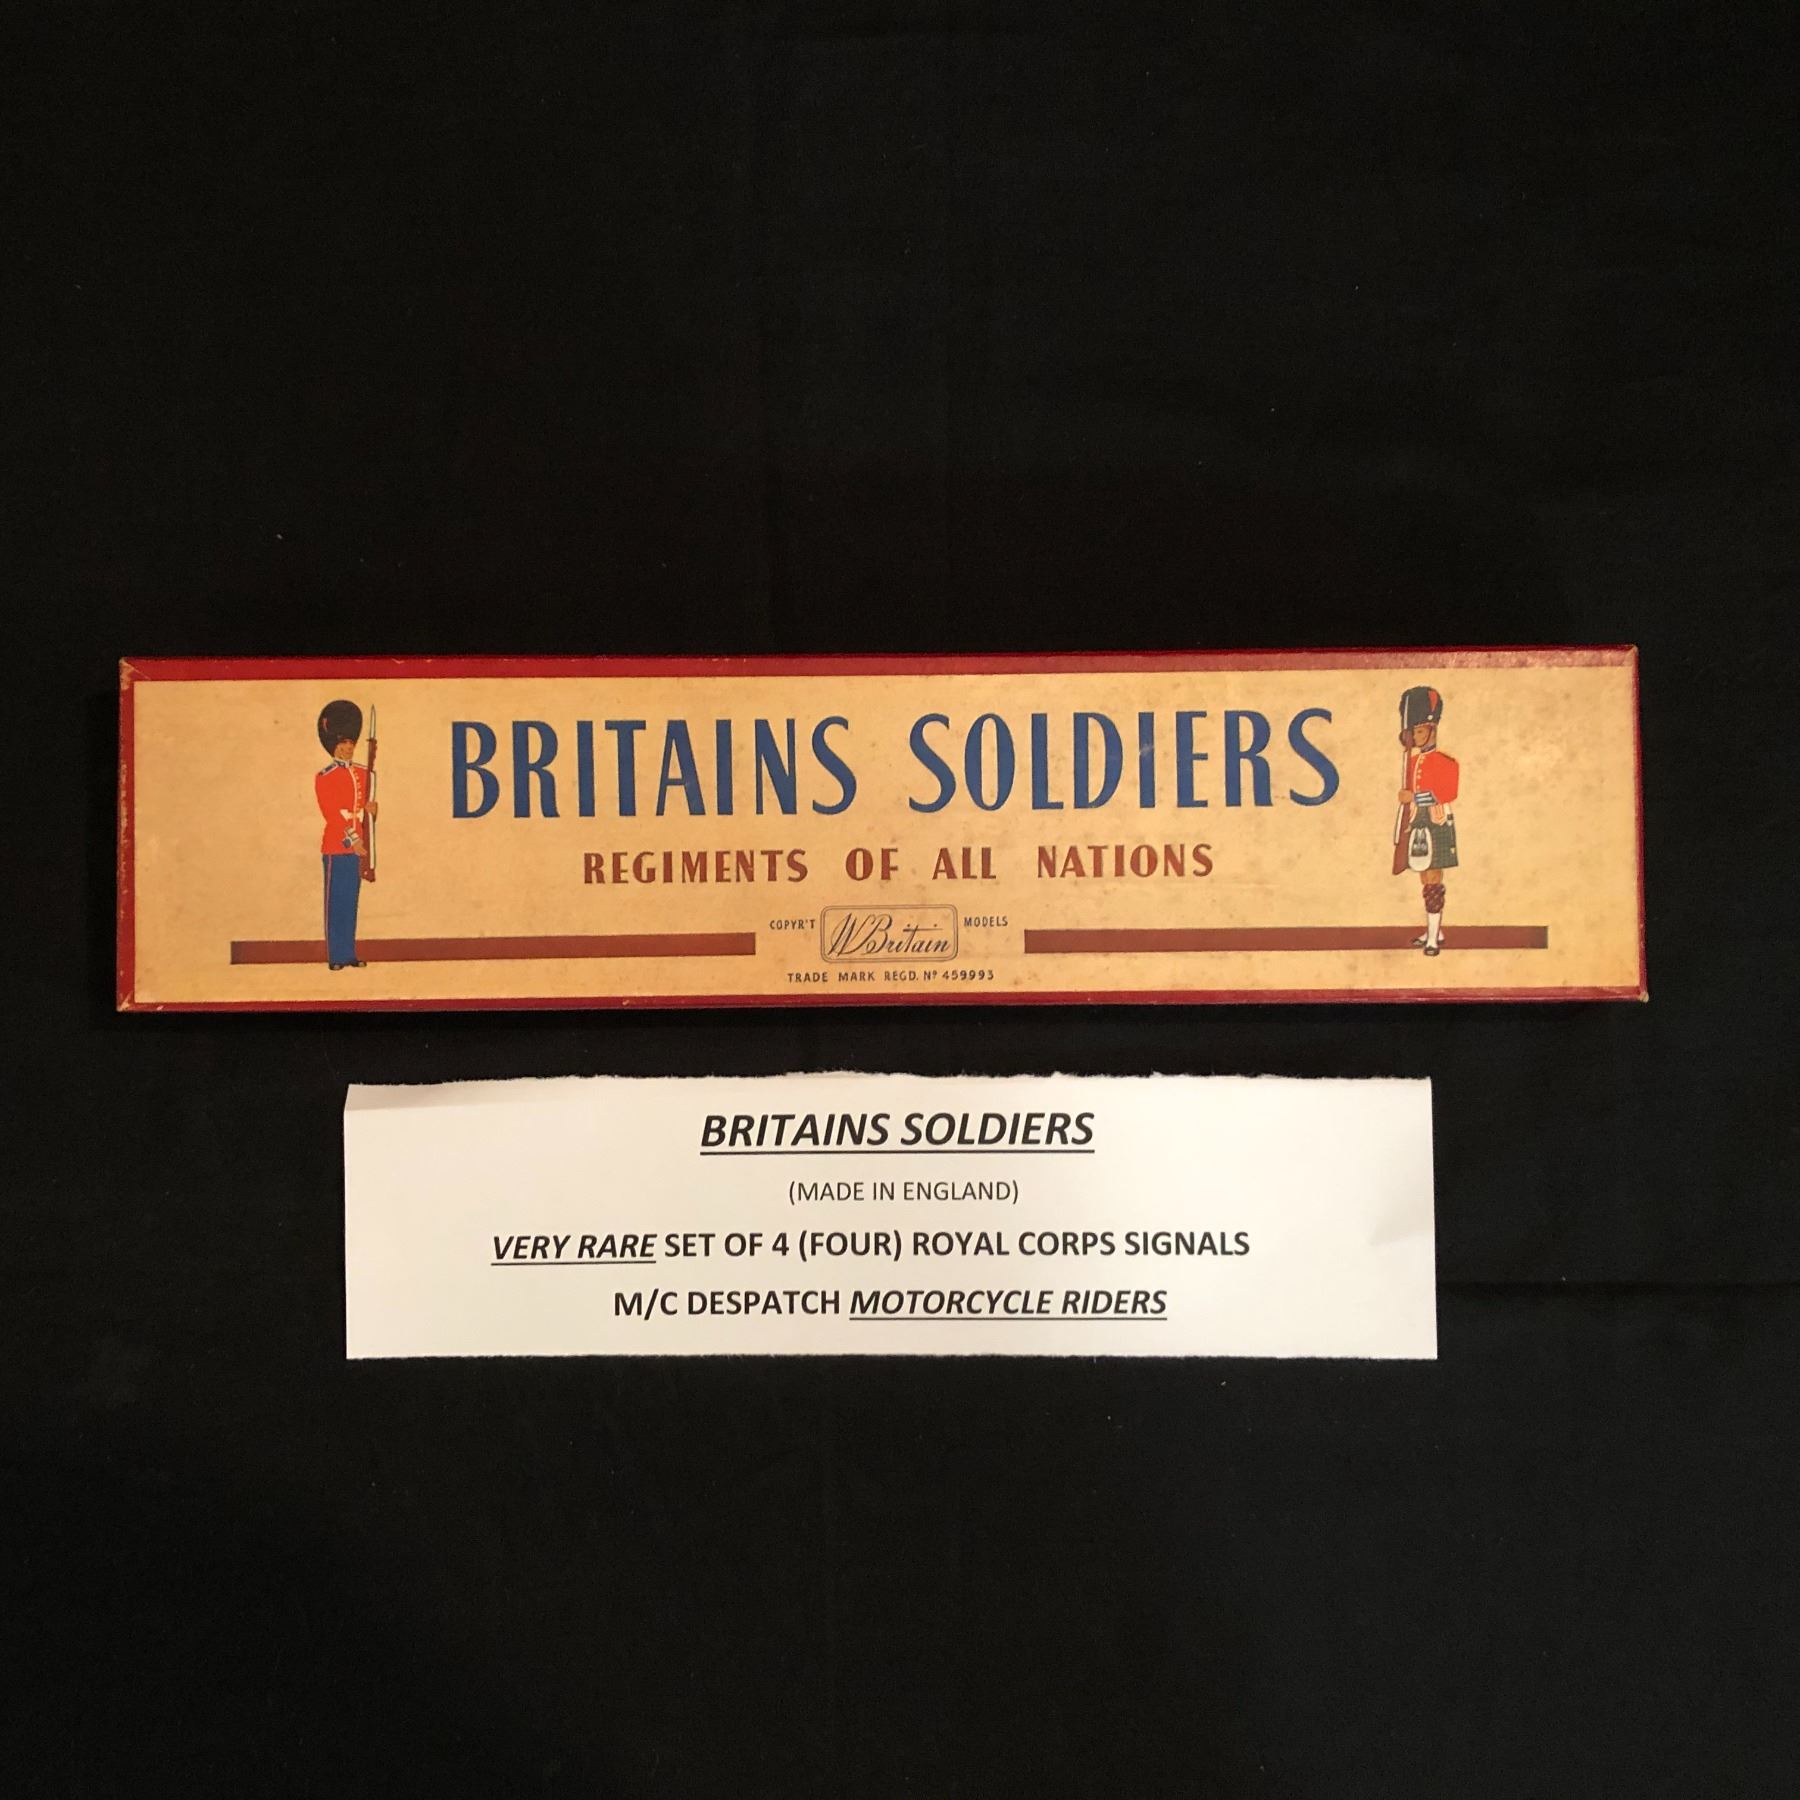 BRITAINS SOLDIERS
REGIMENTS OF ALL NATIONS
COPYR'T WBritain MODELS
TRADE MARK REGD. Nº 459993
BRITAINS SOLDIERS
(MADE IN ENGLAND)
VERY RARE SET OF 4 (FOUR) ROYAL CORPS SIGNALS
M/C DESPATCH MOTORCYCLE RIDERS